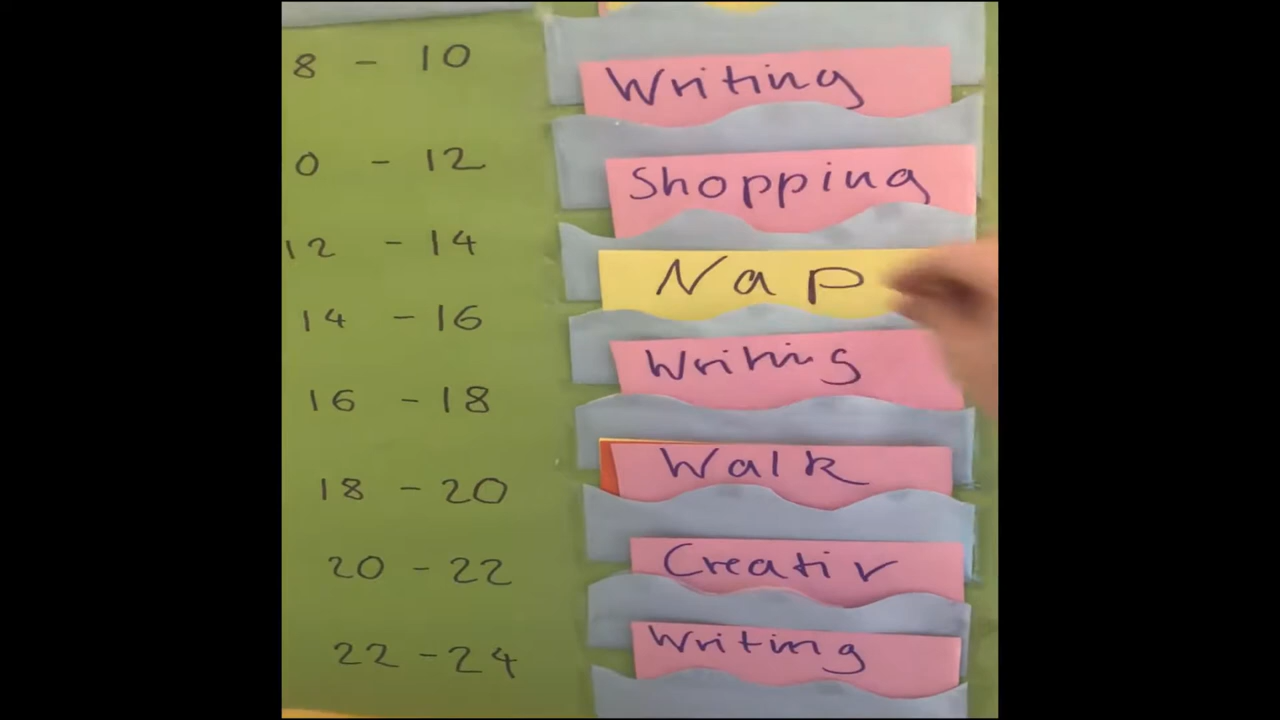 8 - 10 Writing
0 - 12 Shopping
12 - 14 Nap
14 - 16 Writing
16 - 18 Walk
18 - 20 Creativ
20 - 22 Writing
22 - 24